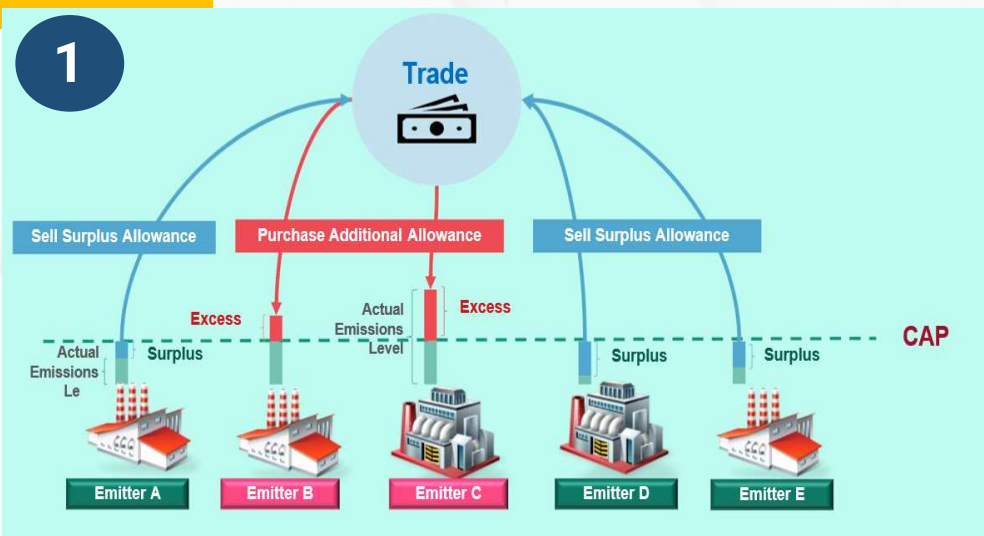 1
Trade
Sell Surplus Allowance
Purchase Additional Allowance
Sell Surplus Allowance
Excess
Actual
Emissions
Level
Excess
CAP
Actual
Emissions
Le
Surplus
Surplus
Surplus
Emitter A
Emitter B
Emitter C
Emitter D
Emitter E